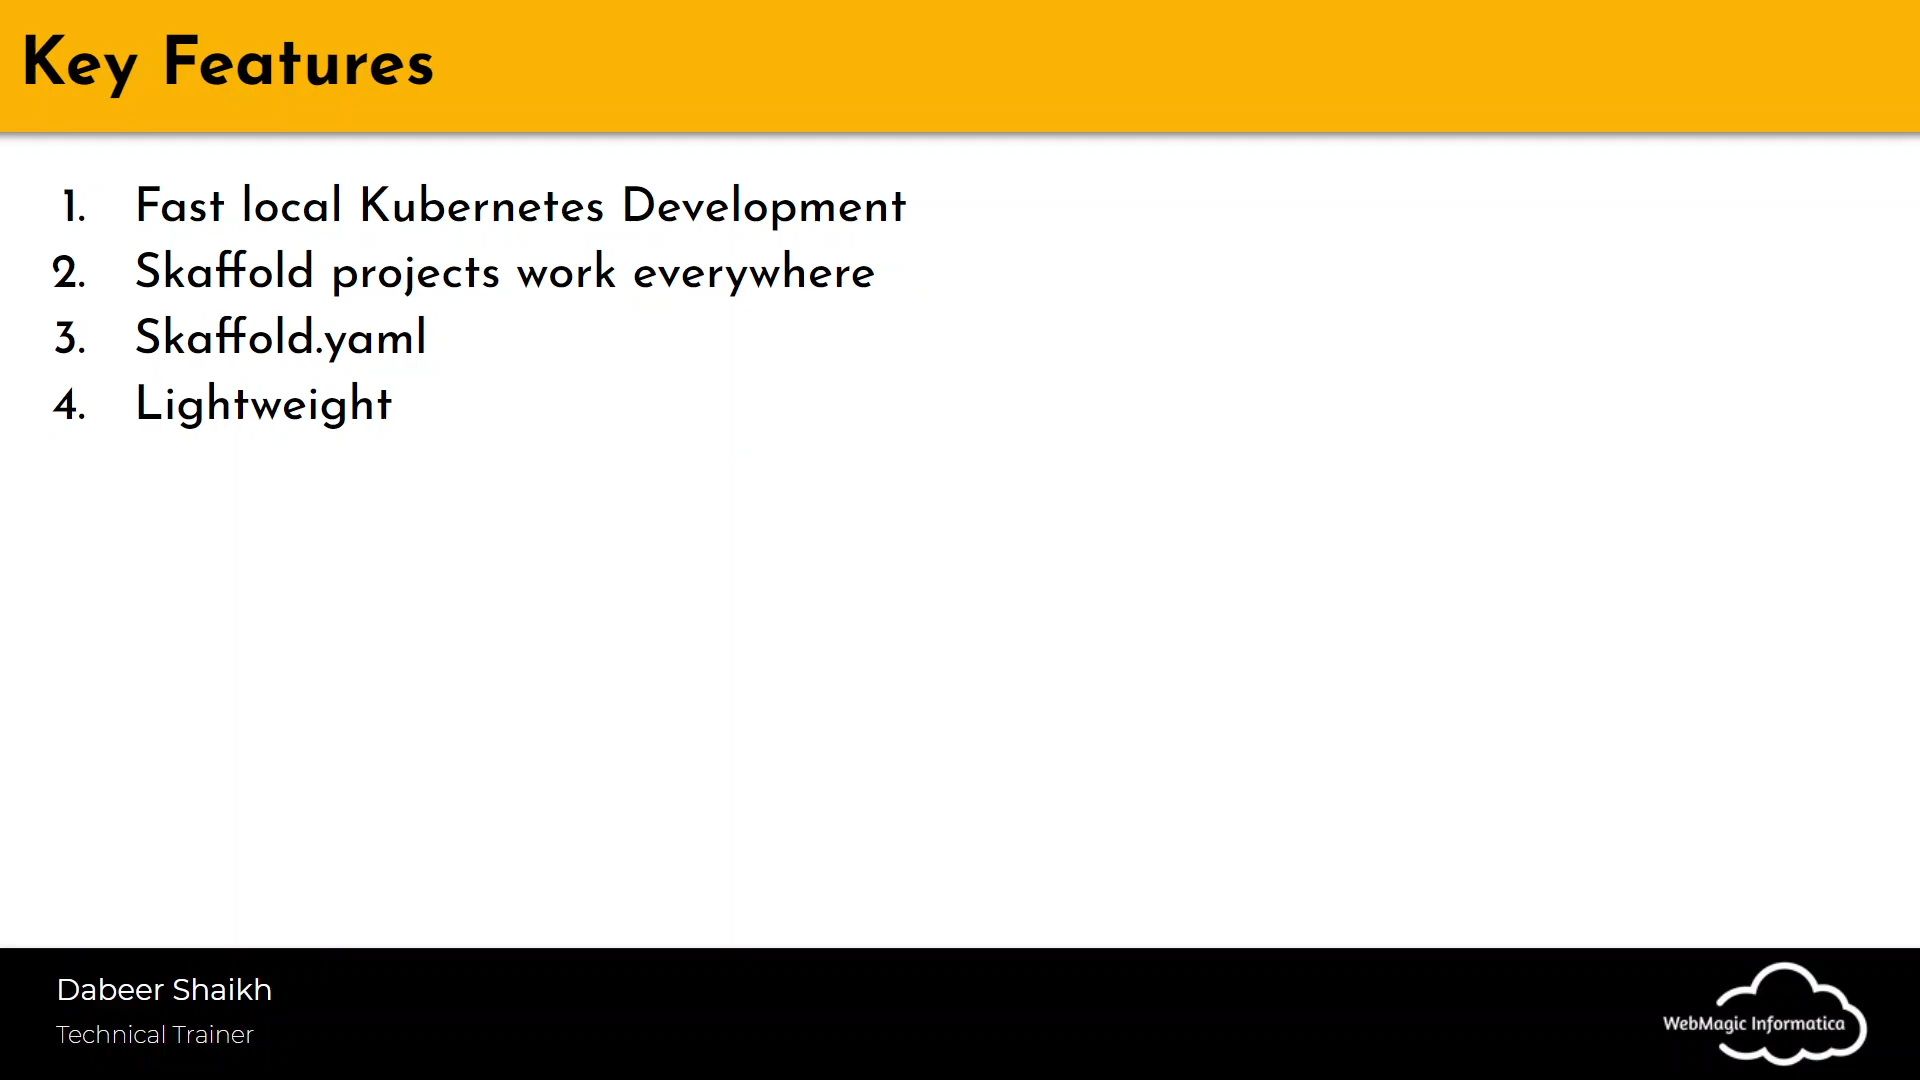 Key Features
1. Fast local Kubernetes Development
2. Skaffold projects work everywhere
3. Skaffold.yaml
4. Lightweight
Dabeer Shaikh
Technical Trainer
WebMagic Informatica